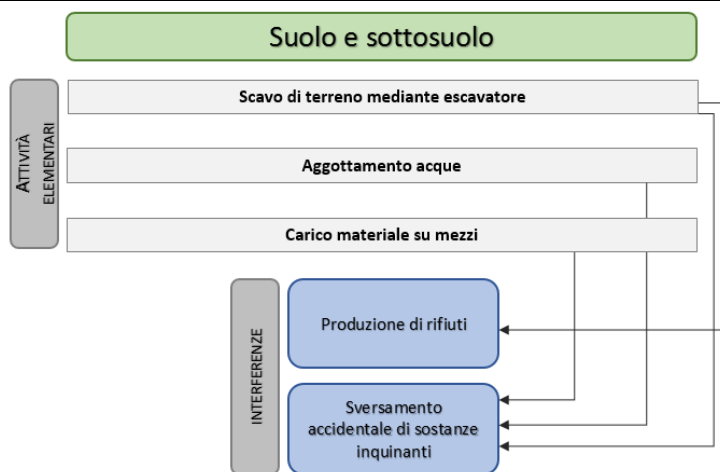 Suolo e sottosuolo
ATTIVITÀ
ELEMENTARI
Scavo di terreno mediante escavatore
Aggottamento acque
Carico materiale su mezzi
INTERFERENZE
Produzione di rifiuti
Sversamento
accidentale di sostanze
inquinanti